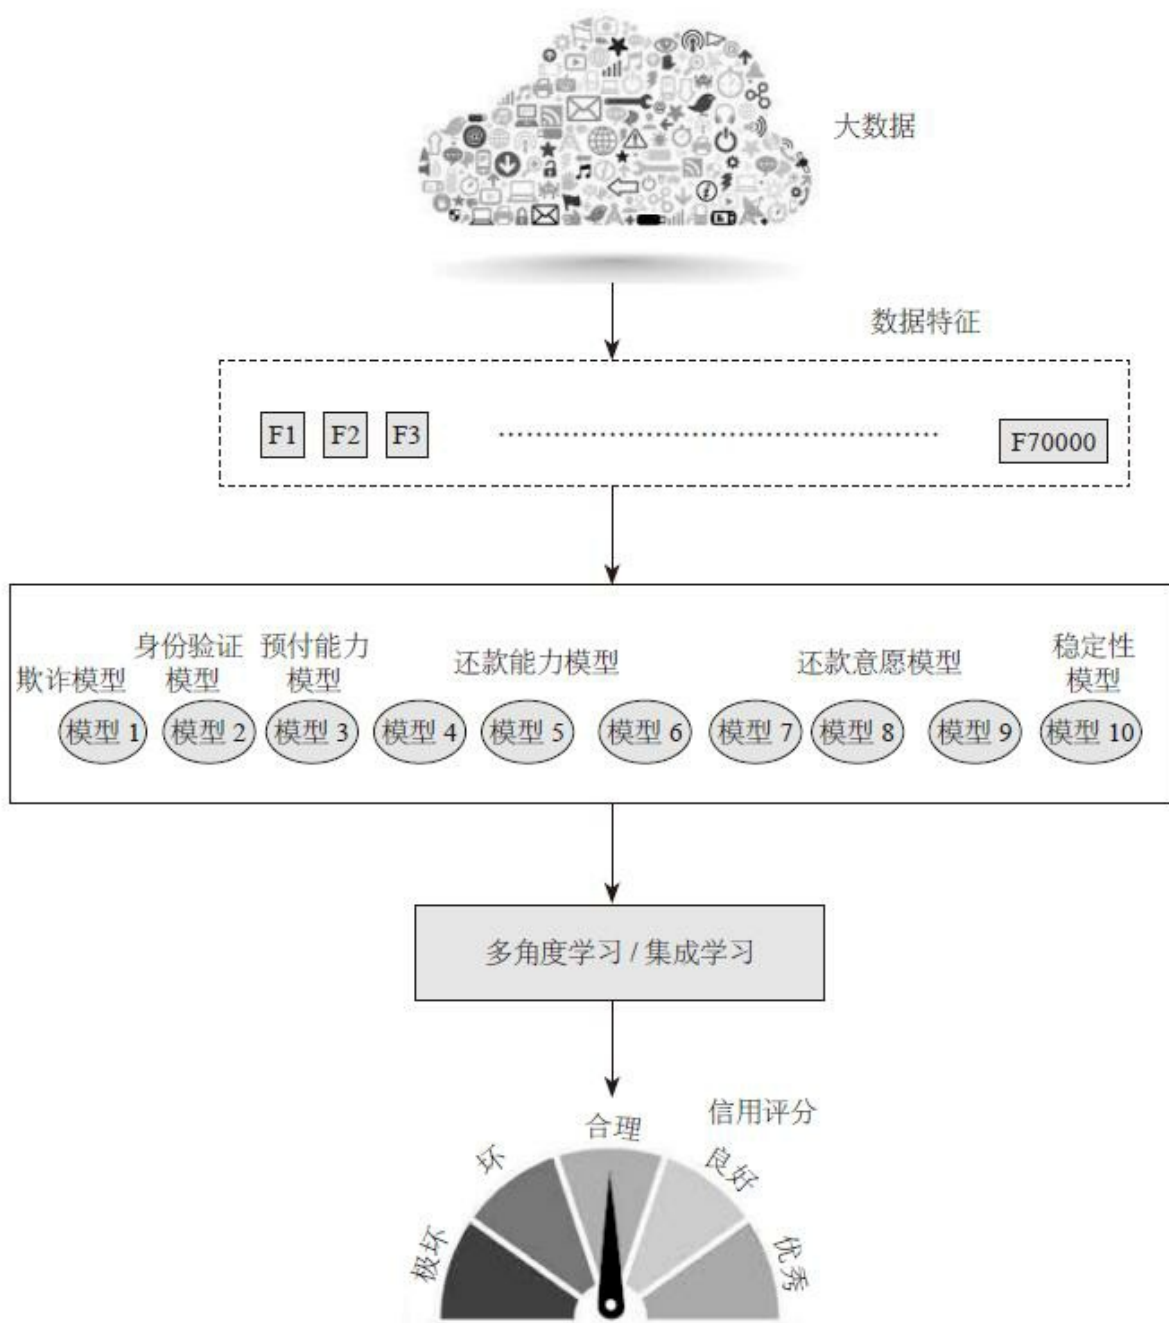 大数据
数据特征
F1 F2 F3 ………………………………………… F70000
欺诈模型
身份验证
模型
预付能力
模型
还款能力模型
还款意愿模型
稳定性
模型
模型 1 模型 2 模型 3 模型 4 模型 5 模型 6 模型 7 模型 8 模型 9 模型 10
多角度学习 / 集成学习
信用评分
极坏
坏
合理
良好
优秀